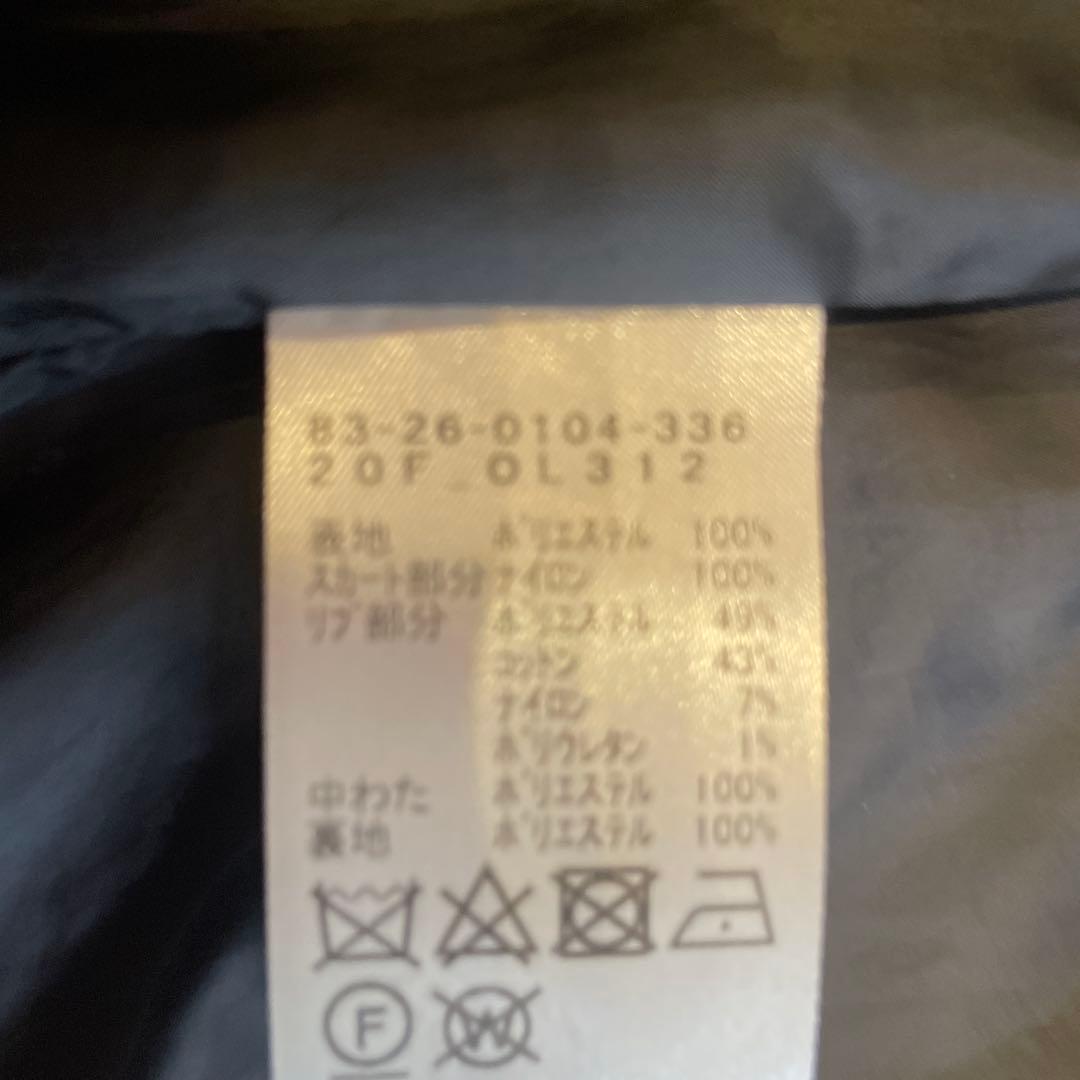 83-26-0104-336
20F_OL312
表地 ポリエステル 100%
スカート部分 ナイロン 100%
リブ部分 ポリエステル 49%
コットン 43%
ナイロン 7%
ポリウレタン 1%
中わた ポリエステル 100%
裏地 ポリエステル 100%
F W